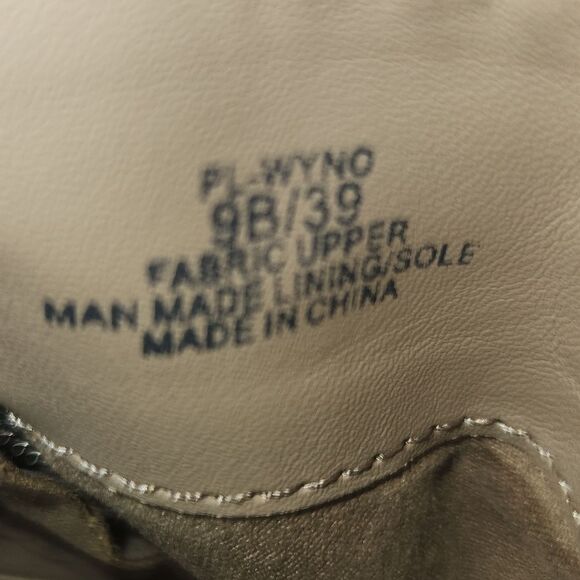 PL-WYNO
9B/39
FABRIC UPPER
MAN MADE LINING/SOLE
MADE IN CHINA